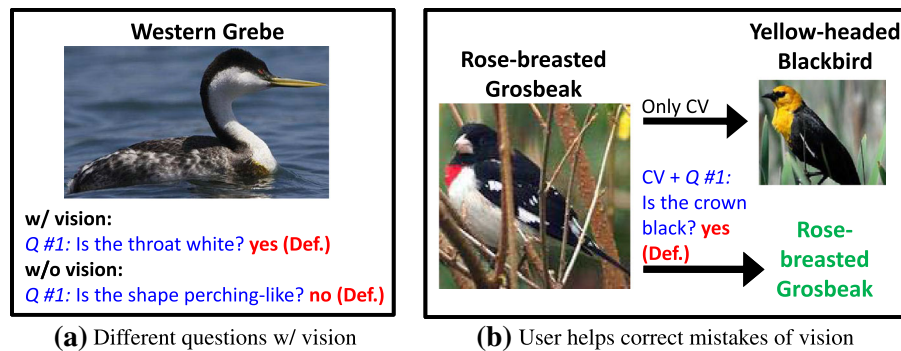 Western Grebe
w/ vision:
Q #1: Is the throat white? yes (Def.)
w/o vision:
Q #1: Is the shape perching-like? no (Def.)
(a) Different questions w/ vision
Rose-breasted
Grosbeak
Only CV
Yellow-headed
Blackbird
CV + Q #1:
Is the crown
black? yes
(Def.)
Rose-
breasted
Grosbeak
(b) User helps correct mistakes of vision